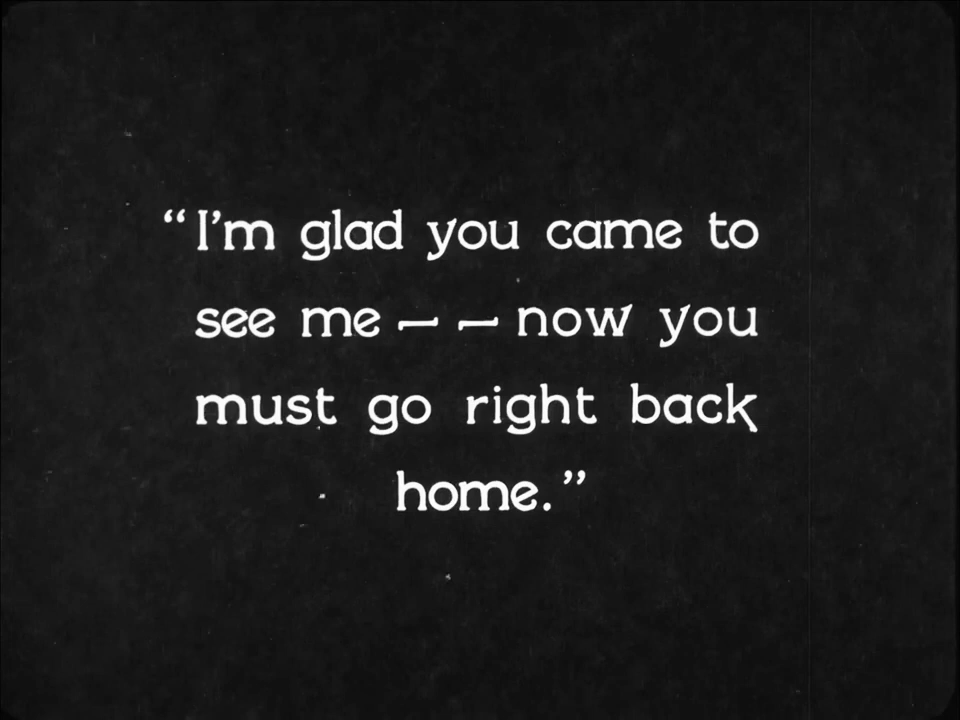 “I’m glad you came to
see me — — now you
must go right back
home.”